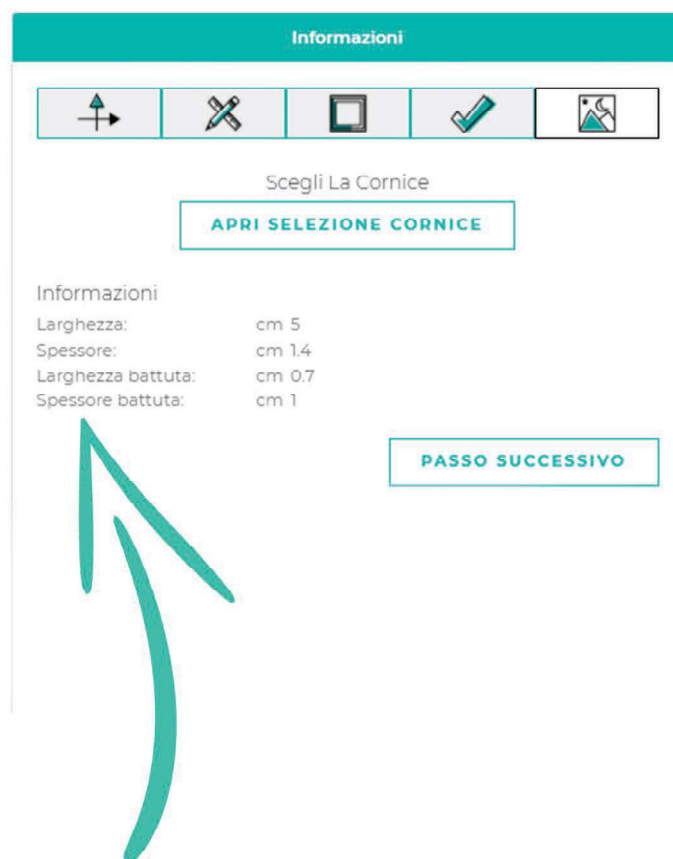 Informazioni
Scegli La Cornice
APRI SELEZIONE CORNICE
Informazioni
Larghezza: cm 5
Spessore: cm 1.4
Larghezza battuta: cm 0.7
Spessore battuta: cm 1
PASSO SUCCESSIVO